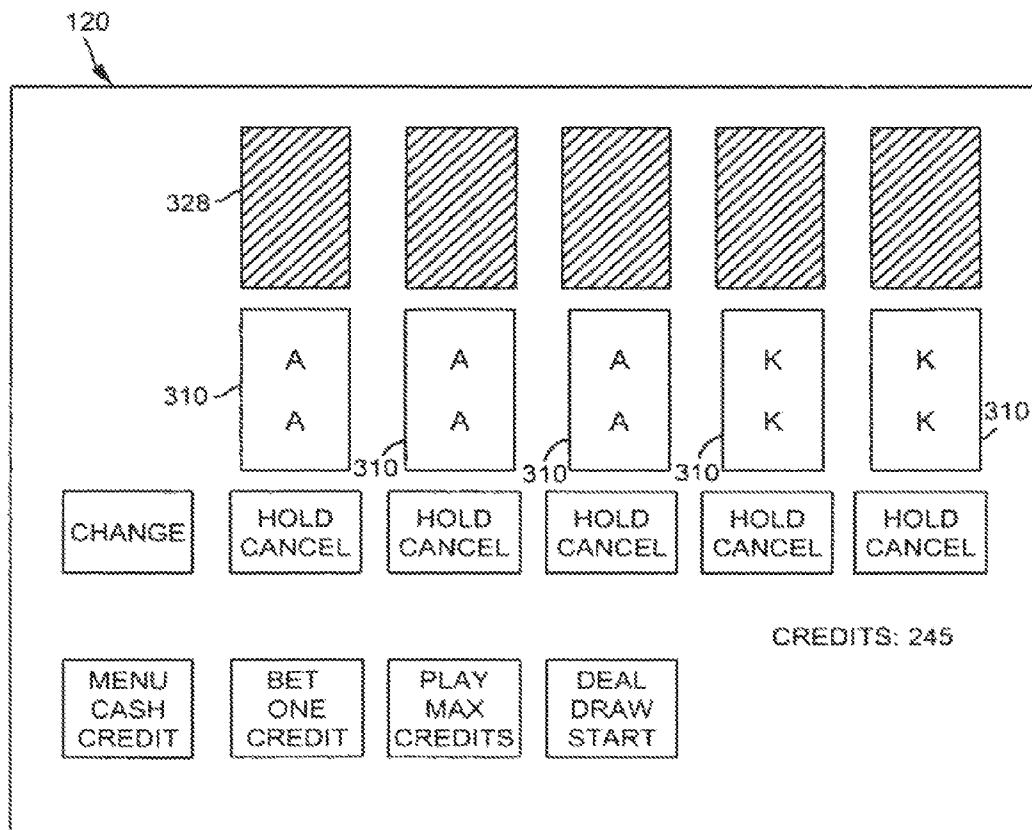 120
328
A A A K K
310
A A A K K
310
310 310 310
CHANGE
HOLD
CANCEL
HOLD
CANCEL
HOLD
CANCEL
HOLD
CANCEL
HOLD
CANCEL
CREDITS: 245
MENU
CASH
CREDIT
BET
ONE
CREDIT
PLAY
MAX
CREDITS
DEAL
DRAW
START